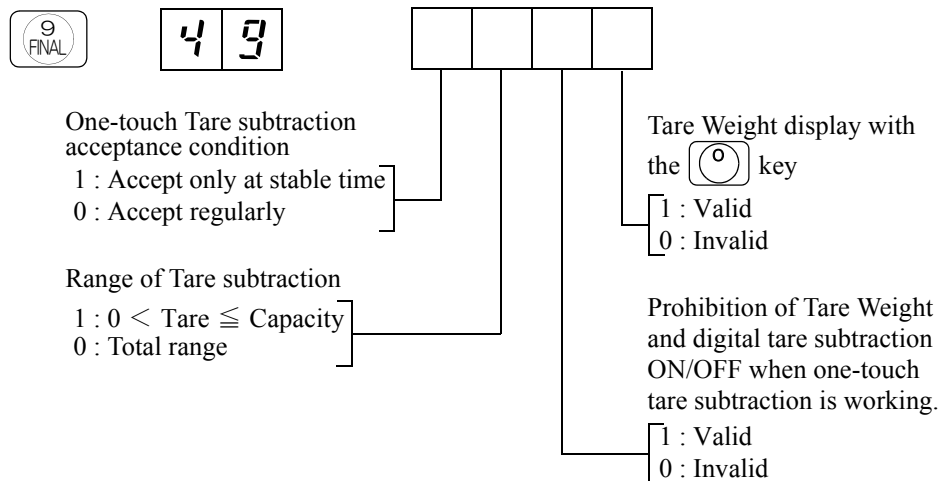 9
FINAL
4 9
One-touch Tare subtraction
acceptance condition
1 : Accept only at stable time
0 : Accept regularly
Range of Tare subtraction
1 : 0 < Tare ≦ Capacity
0 : Total range
Tare Weight display with
the 0 key
1 : Valid
0 : Invalid
Prohibition of Tare Weight
and digital tare subtraction
ON/OFF when one-touch
tare subtraction is working.
1 : Valid
0 : Invalid